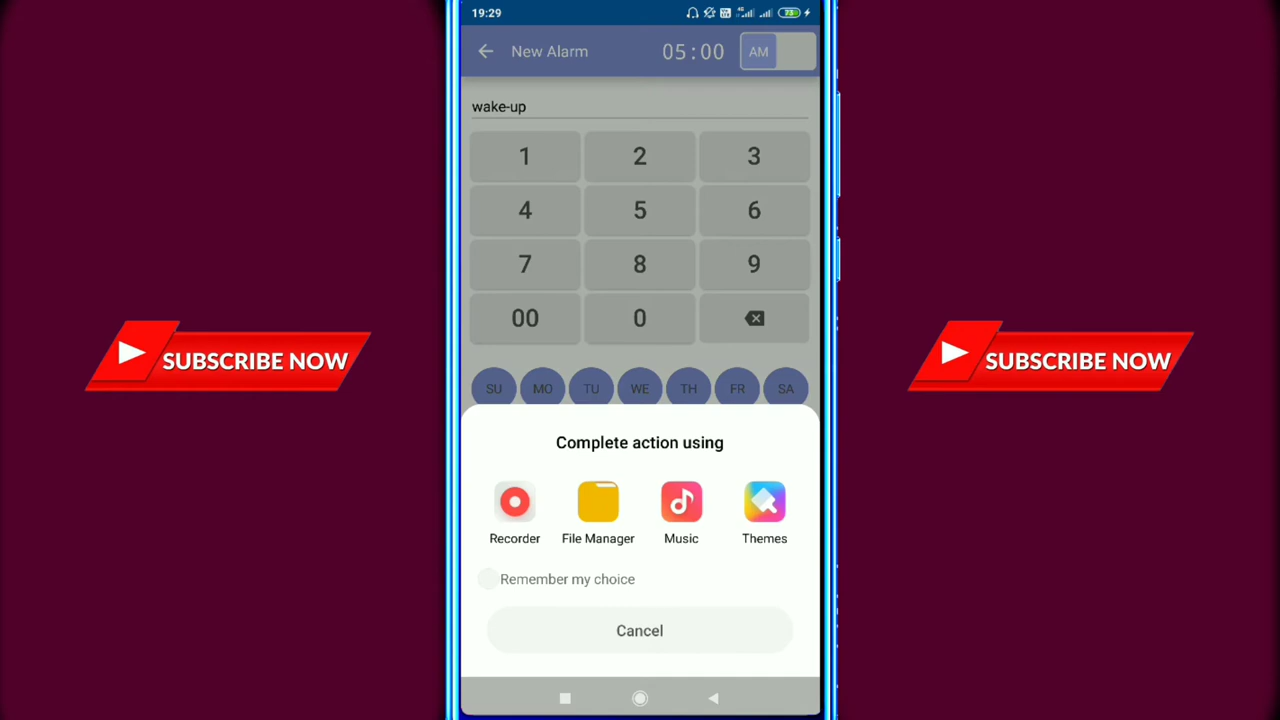 19:29
4G
73
New Alarm
05:00
AM
wake-up
1
2
3
4
5
6
7
8
9
00
0
SU
MO
TU
WE
TH
FR
SA
SUBSCRIBE NOW
SUBSCRIBE NOW
Complete action using
Recorder
File Manager
Music
Themes
Remember my choice
Cancel